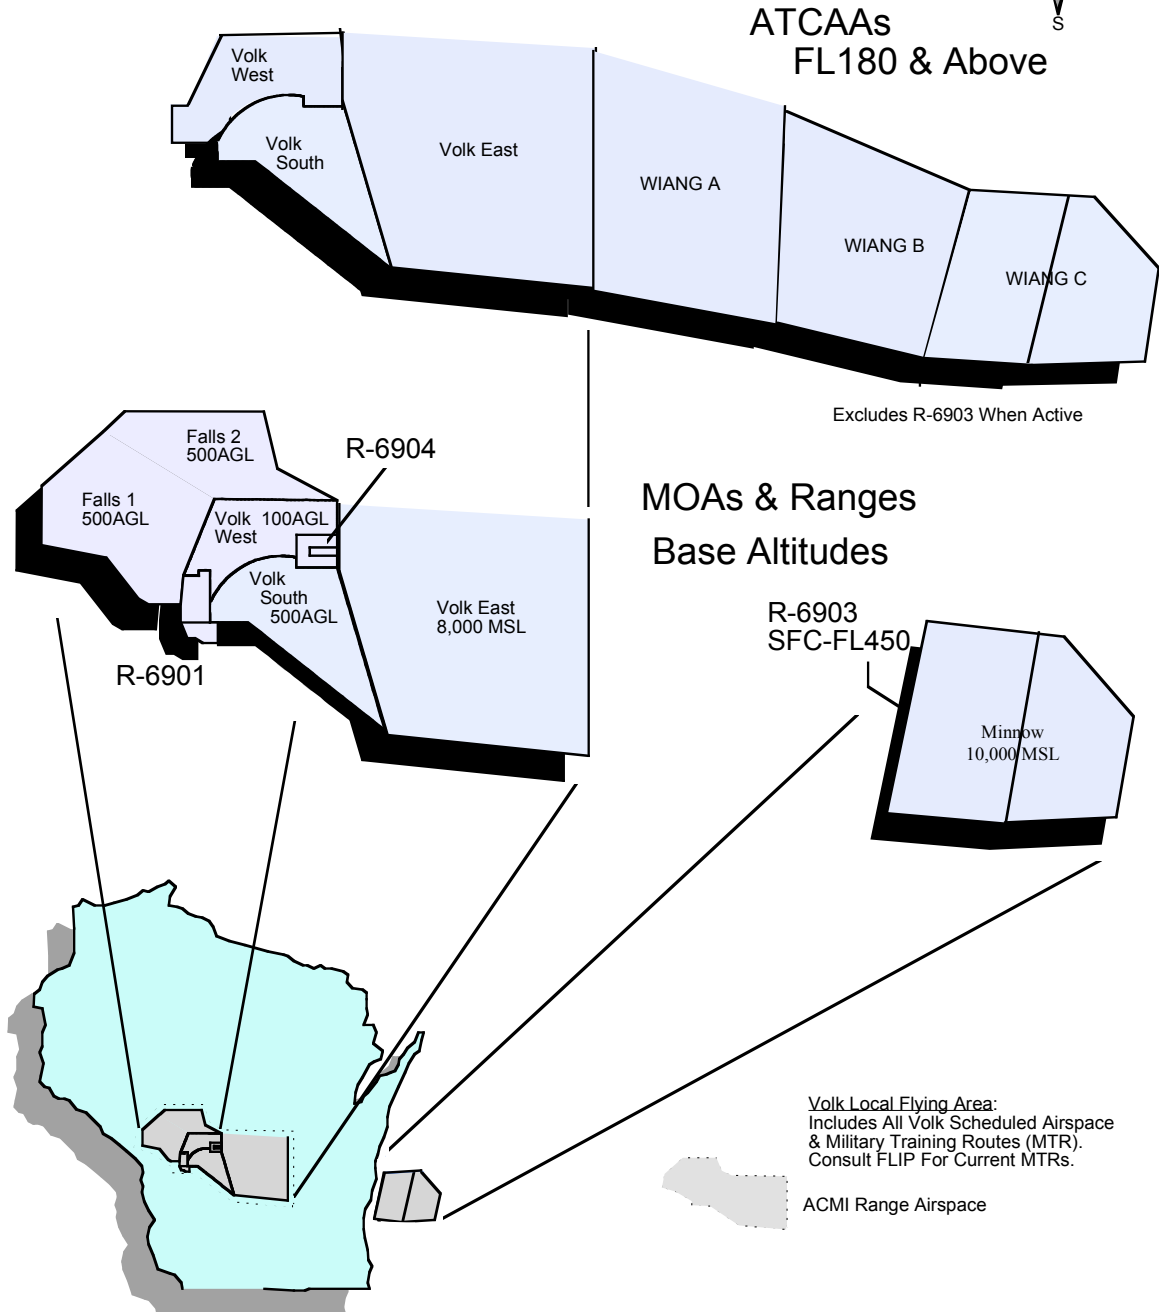 S
ATCAAs
FL180 & Above
Volk
West
Volk
South
Volk East
WIANG A
WIANG B
WIANG C
Excludes R-6903 When Active
Falls 2
500AGL
R-6904
Falls 1
500AGL
Volk 100AGL
West
Volk
South
500AGL
Volk East
8,000 MSL
R-6901
MOAs & Ranges
Base Altitudes
R-6903
SFC-FL450
Minnow
10,000 MSL
Volk Local Flying Area:
Includes All Volk Scheduled Airspace
& Military Training Routes (MTR).
Consult FLIP For Current MTRs.
ACMI Range Airspace